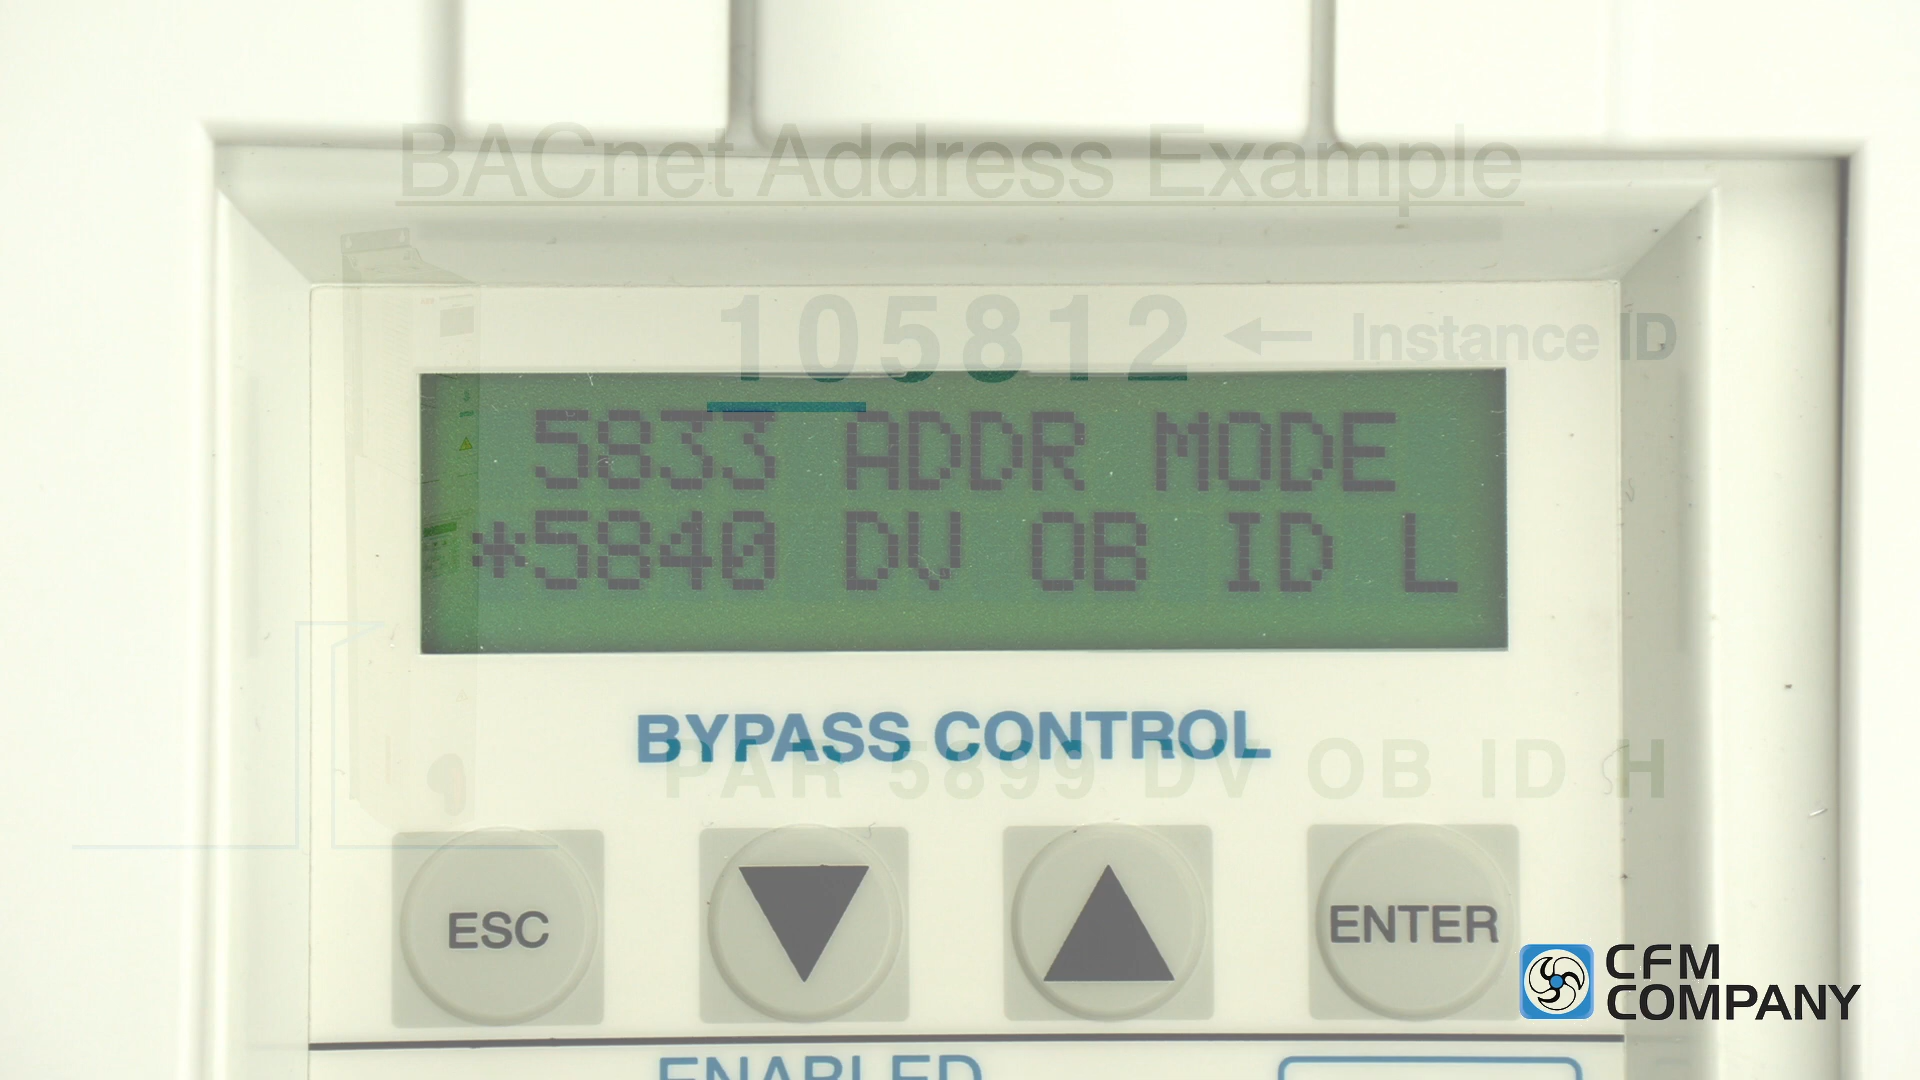 BACnet Address Example
105812 ← Instance ID
5833 ADDR MODE
*5840 DV OB ID L
BYPASS CONTROL
PAR 5899 DV OB ID H
ESC
ENTER
CFM
COMPANY
ENABLED